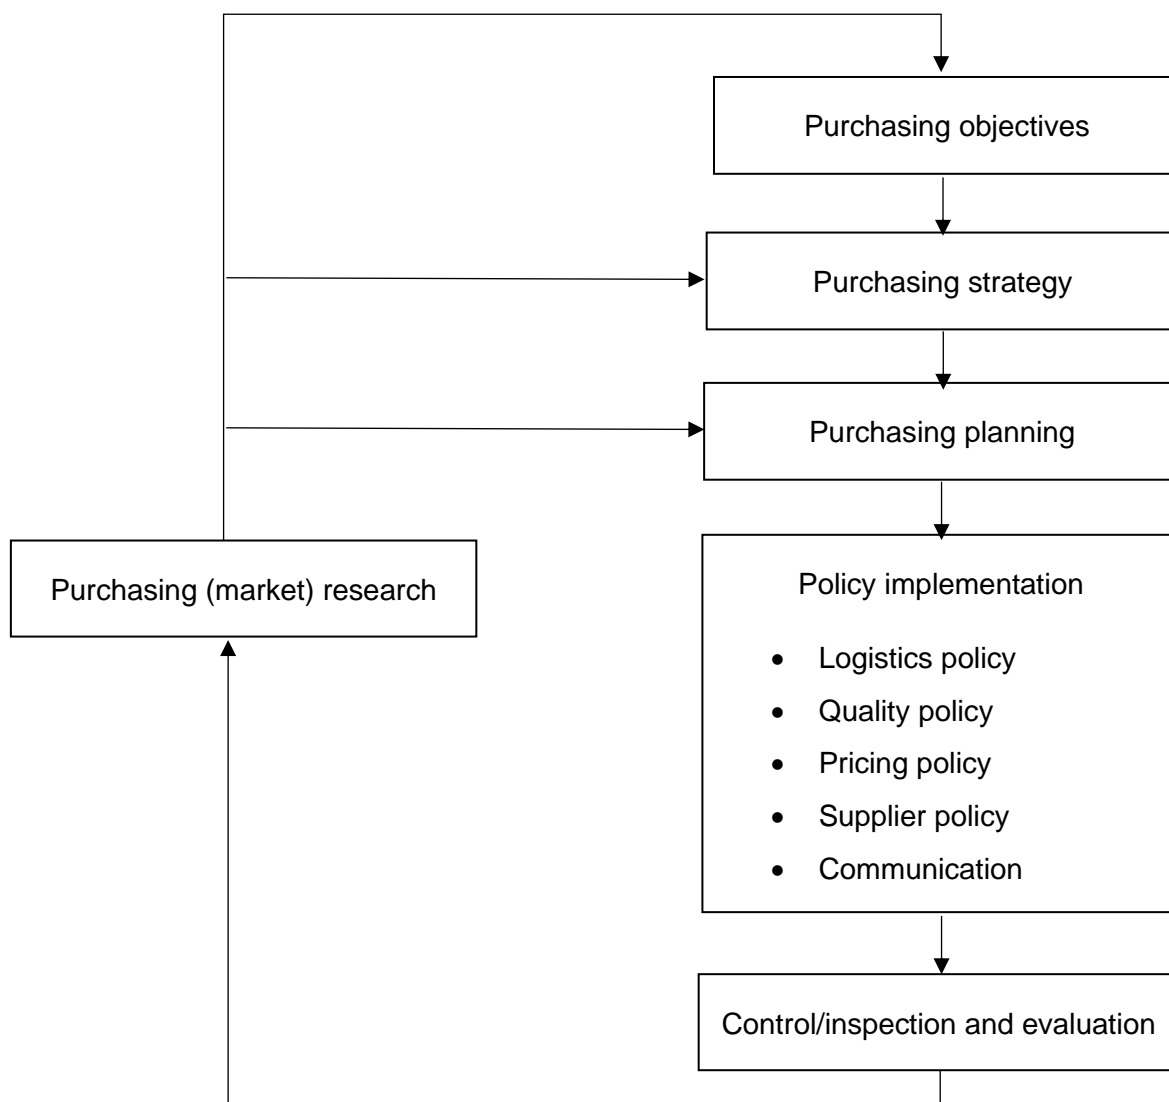 Purchasing objectives
Purchasing strategy
Purchasing planning
Purchasing (market) research
Policy implementation
• Logistics policy
• Quality policy
• Pricing policy
• Supplier policy
• Communication
Control/inspection and evaluation